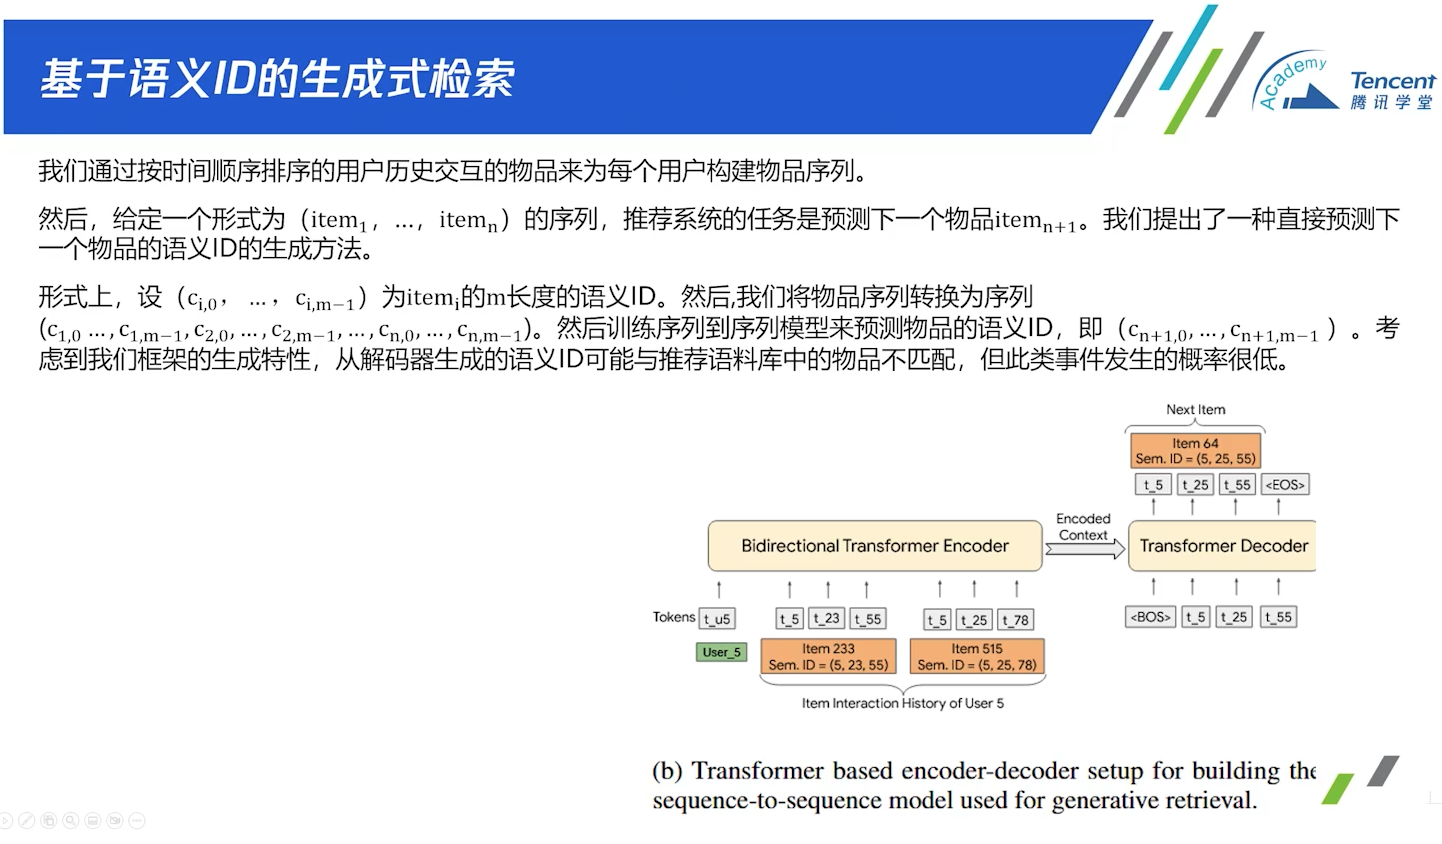 基于语义ID的生成式检索
Academy
Tencent
腾讯学堂
我们通过按时间顺序排序的用户历史交互的物品来为每个用户构建物品序列。
然后，给定一个形式为（item₁，…，itemₙ）的序列，推荐系统的任务是预测下一个物品itemₙ₊₁。我们提出了一种直接预测下
一个物品的语义ID的生成方法。
形式上，设（c_{i,0}，…，c_{i,m−1}）为item_i的m长度的语义ID。然后,我们将物品序列转换为序列
(c_{1,0} …, c_{1,m−1}, c_{2,0}, …, c_{2,m−1}, …, c_{n,0}, …, c_{n,m−1})。然后训练序列到序列模型来预测物品的语义ID，即（c_{n+1,0}, …, c_{n+1,m−1}）。考
虑到我们框架的生成特性，从解码器生成的语义ID可能与推荐语料库中的物品不匹配，但此类事件发生的概率很低。
Next Item
Item 64
Sem. ID = (5, 25, 55)
t_5 t_25 t_55 <EOS>
Bidirectional Transformer Encoder
Encoded
Context
Transformer Decoder
Tokens t_u5 t_5 t_23 t_55 t_5 t_25 t_78
<BOS> t_5 t_25 t_55
User_5
Item 233
Sem. ID = (5, 23, 55)
Item 515
Sem. ID = (5, 25, 78)
Item Interaction History of User 5
(b) Transformer based encoder-decoder setup for building the
sequence-to-sequence model used for generative retrieval.